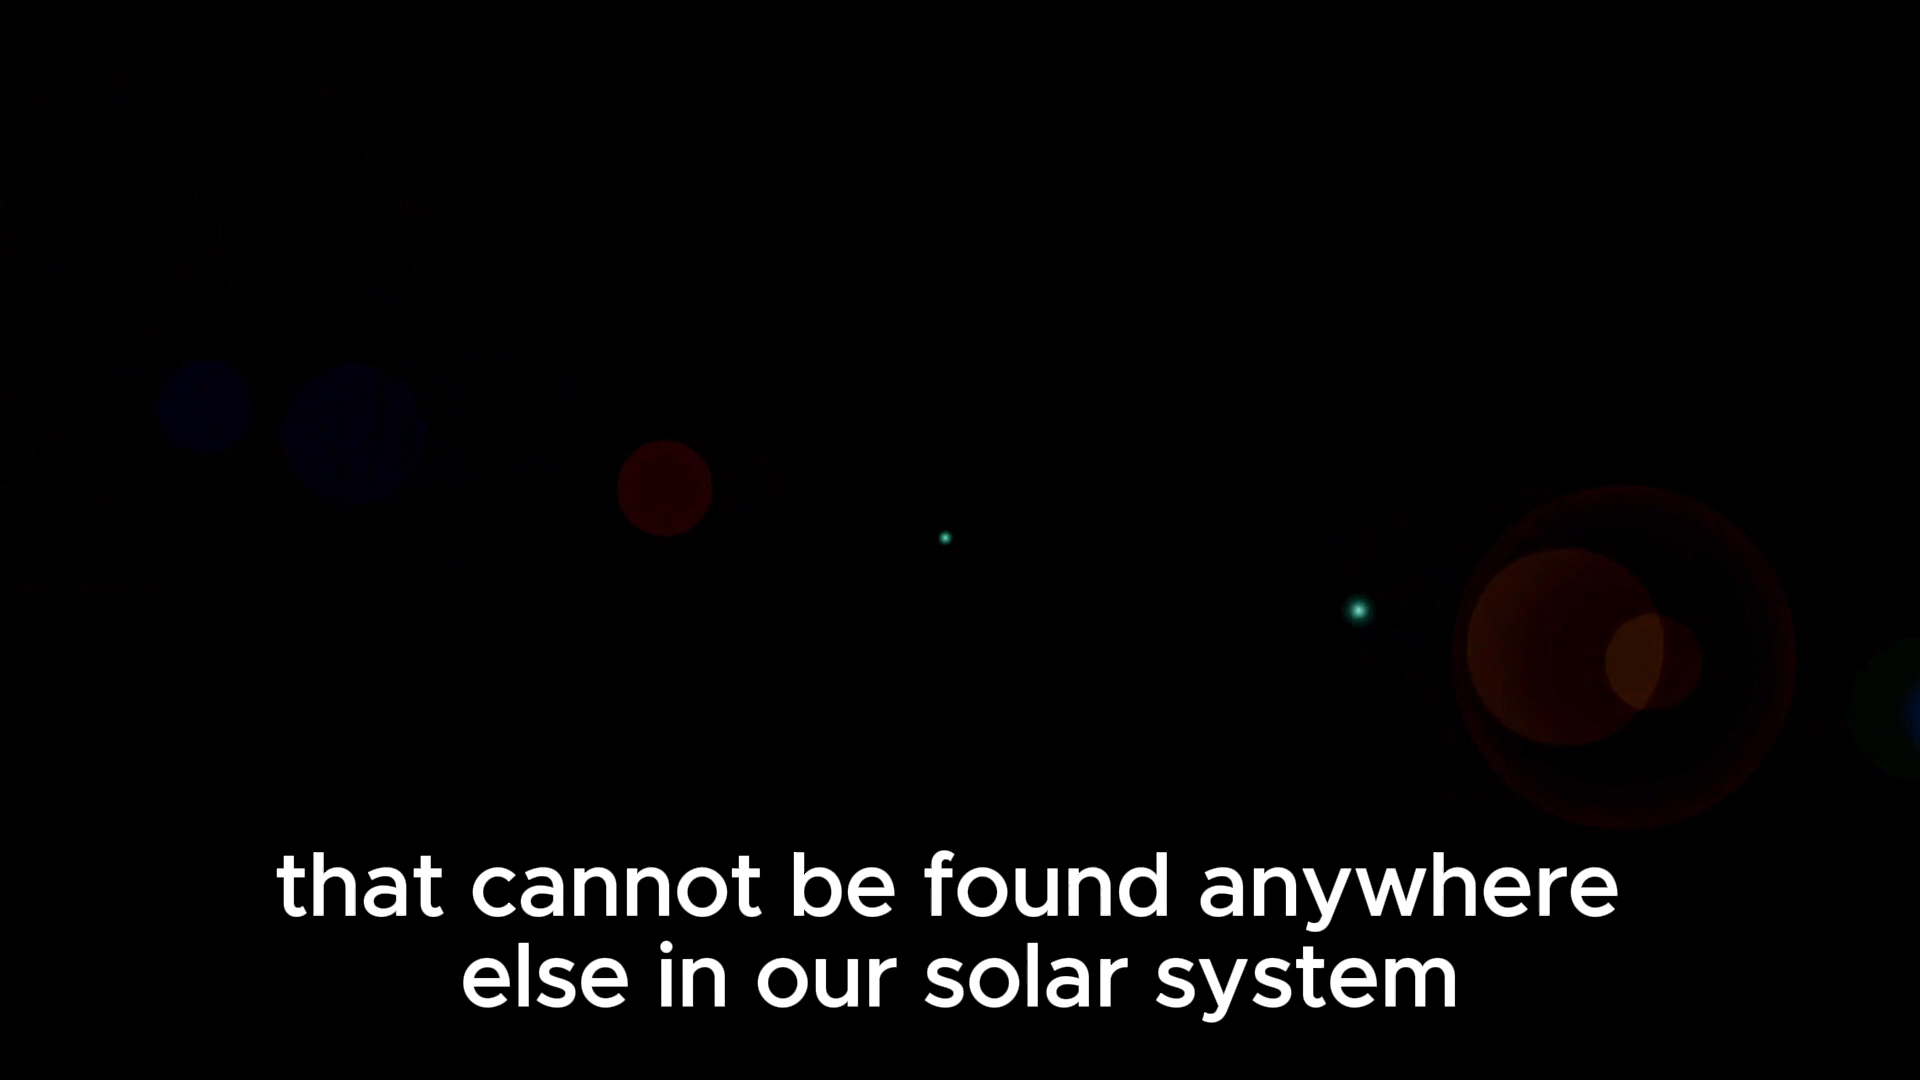 that cannot be found anywhere
else in our solar system